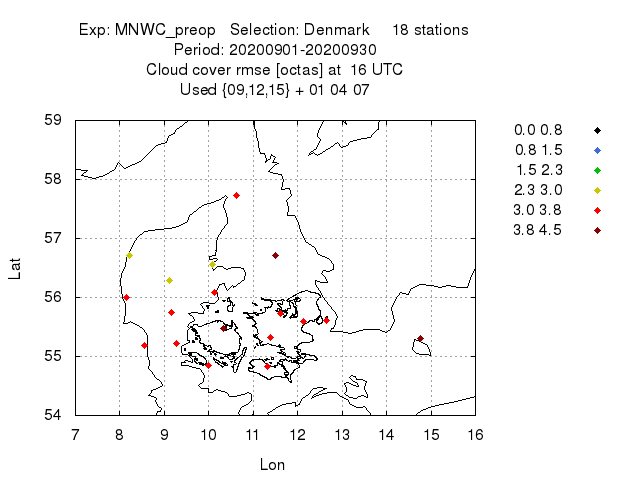 Exp: MNWC_preop   Selection: Denmark     18 stations
Period: 20200901-20200930
Cloud cover rmse [octas] at  16 UTC
Used {09,12,15} + 01 04 07
59
58
57
56
55
54
Lat
7 8 9 10 11 12 13 14 15 16
Lon
0.0 0.8
0.8 1.5
1.5 2.3
2.3 3.0
3.0 3.8
3.8 4.5